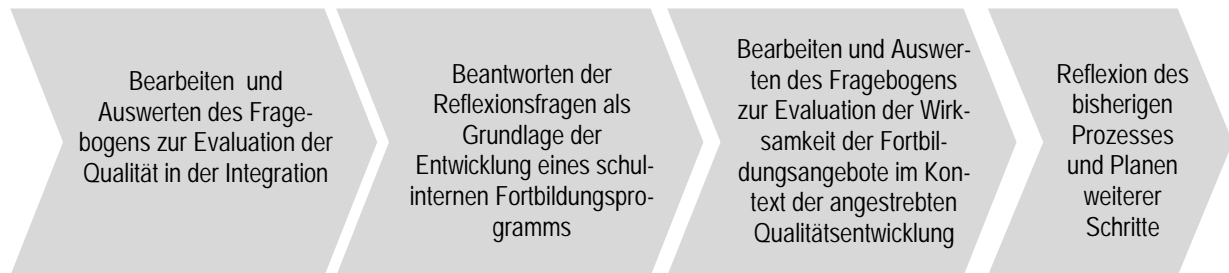 Bearbeiten und
Auswerten des Frage-
bogens zur Evaluation der
Qualität in der Integration
Beantworten der
Reflexionsfragen als
Grundlage der
Entwicklung eines schul-
internen Fortbildungspro-
gramms
Bearbeiten und Auswer-
ten des Fragebogens
zur Evaluation der Wirk-
samkeit der Fortbil-
dungsangebote im Kon-
text der angestrebten
Qualitätsentwicklung
Reflexion des
bisherigen
Prozesses
und Planen
weiterer
Schritte